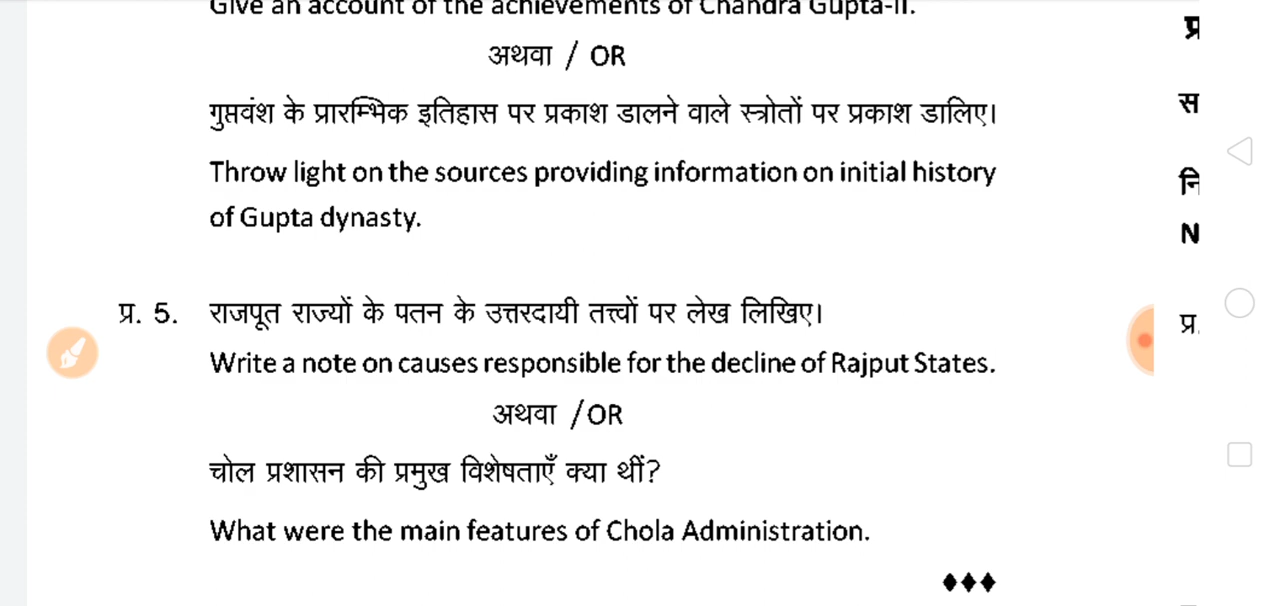 Give an account of the achievements of Chandra Gupta-II.
अथवा / OR
गुप्तवंश के प्रारम्भिक इतिहास पर प्रकाश डालने वाले स्त्रोतों पर प्रकाश डालिए।
Throw light on the sources providing information on initial history
of Gupta dynasty.
प्र. 5. राजपूत राज्यों के पतन के उत्तरदायी तत्त्वों पर लेख लिखिए।
Write a note on causes responsible for the decline of Rajput States.
अथवा /OR
चोल प्रशासन की प्रमुख विशेषताएँ क्या थीं?
What were the main features of Chola Administration.
प्र
स
नि
N
प्र.